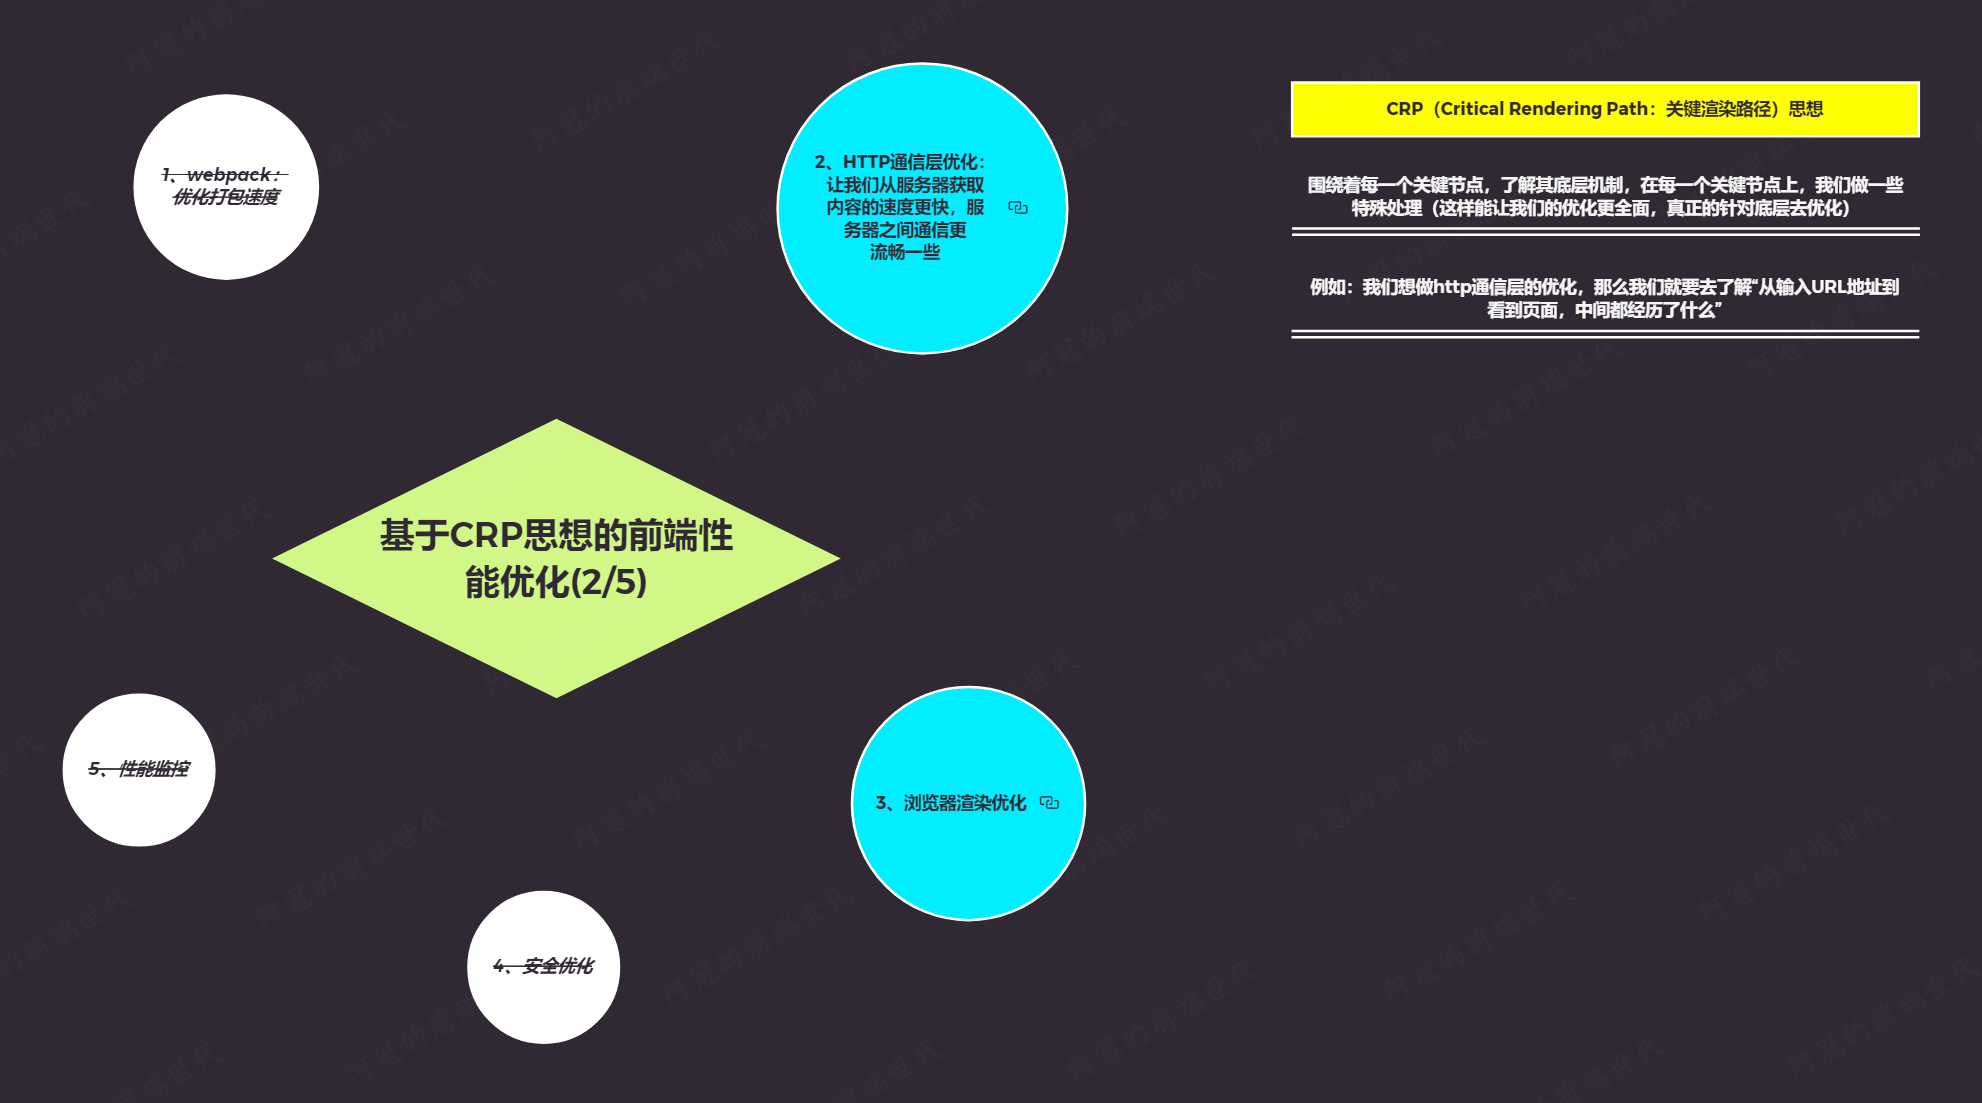 1、webpack：
优化打包速度
2、HTTP通信层优化：
让我们从服务器获取
内容的速度更快，服
务器之间通信更
流畅一些
CRP（Critical Rendering Path：关键渲染路径）思想
围绕着每一个关键节点，了解其底层机制，在每一个关键节点上，我们做一些
特殊处理（这样能让我们的优化更全面，真正的针对底层去优化）
例如：我们想做http通信层的优化，那么我们就要去了解“从输入URL地址到
看到页面，中间都经历了什么”
基于CRP思想的前端性
能优化(2/5)
5、性能监控
3、浏览器渲染优化
4、安全优化
阿冠的前端世代